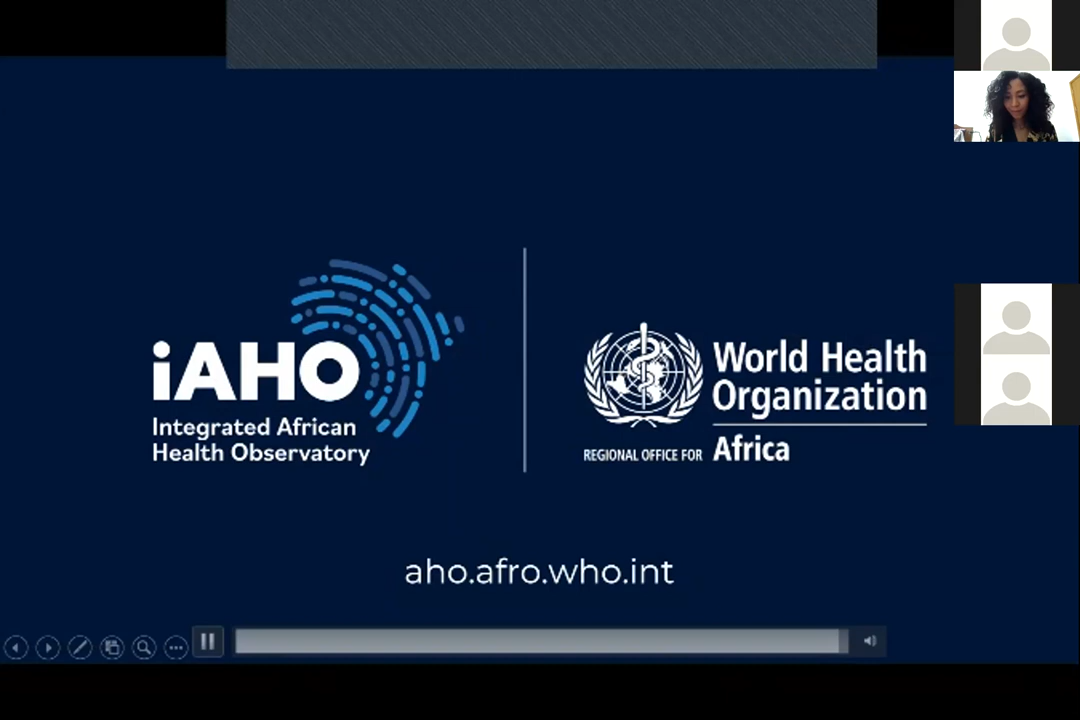 iAHO
Integrated African
Health Observatory
World Health
Organization
REGIONAL OFFICE FOR Africa
aho.afro.who.int